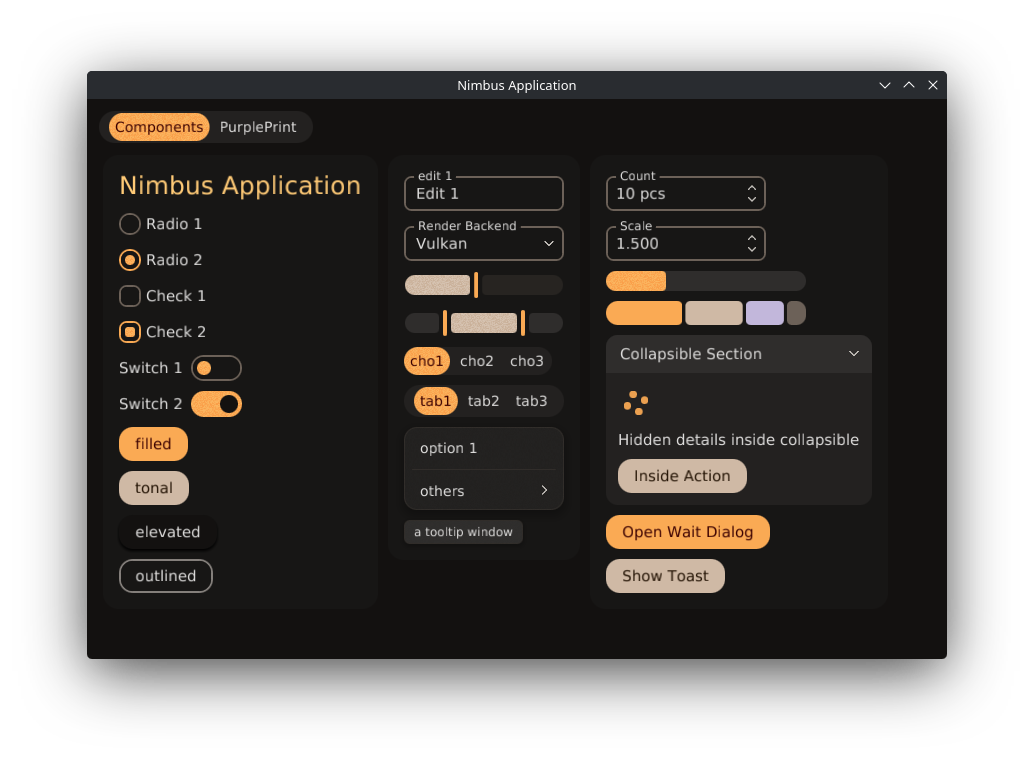 Nimbus Application
Components PurplePrint
Nimbus Application
Radio 1
Radio 2
Check 1
Check 2
Switch 1
Switch 2
filled
tonal
elevated
outlined
edit 1
Edit 1
Render Backend
Vulkan
cho1 cho2 cho3
tab1 tab2 tab3
option 1
others
a tooltip window
Count
10 pcs
Scale
1.500
Collapsible Section
Hidden details inside collapsible
Inside Action
Open Wait Dialog
Show Toast